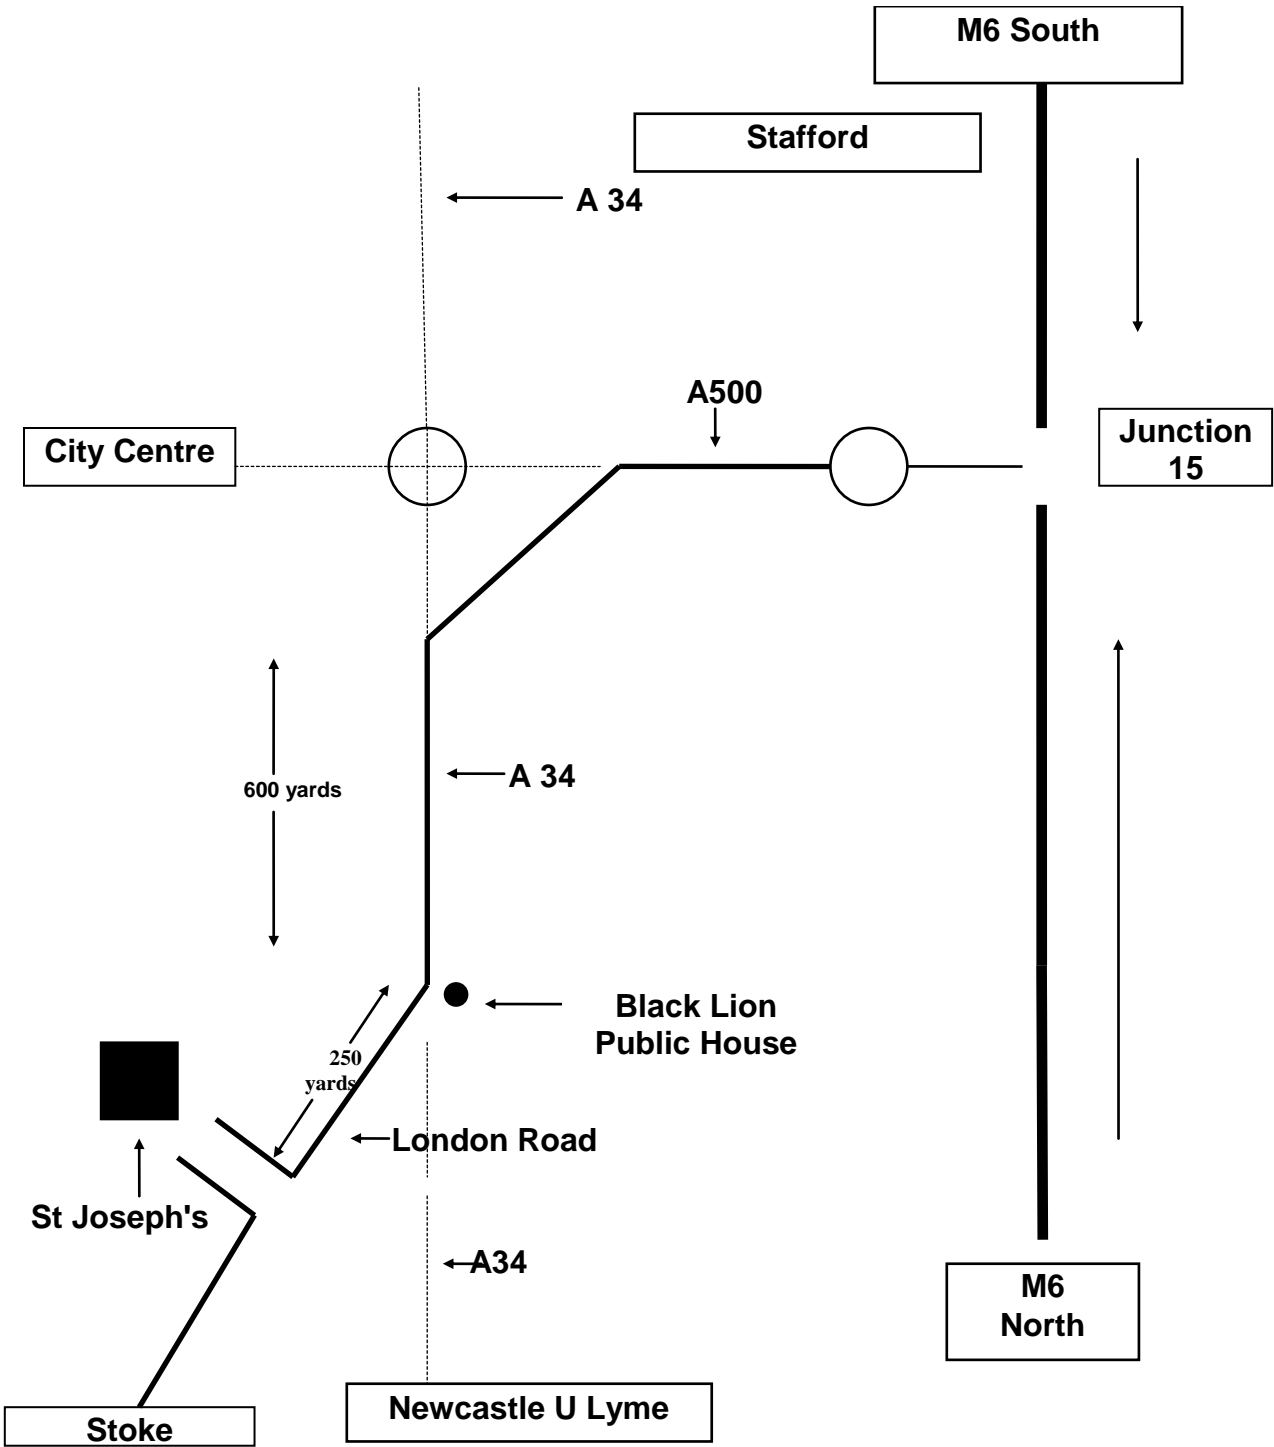 M6 South
Stafford
A 34
A500
City Centre
Junction
15
A 34
600 yards
Black Lion
Public House
250
yards
London Road
St Joseph's
A34
M6
North
Newcastle U Lyme
Stoke